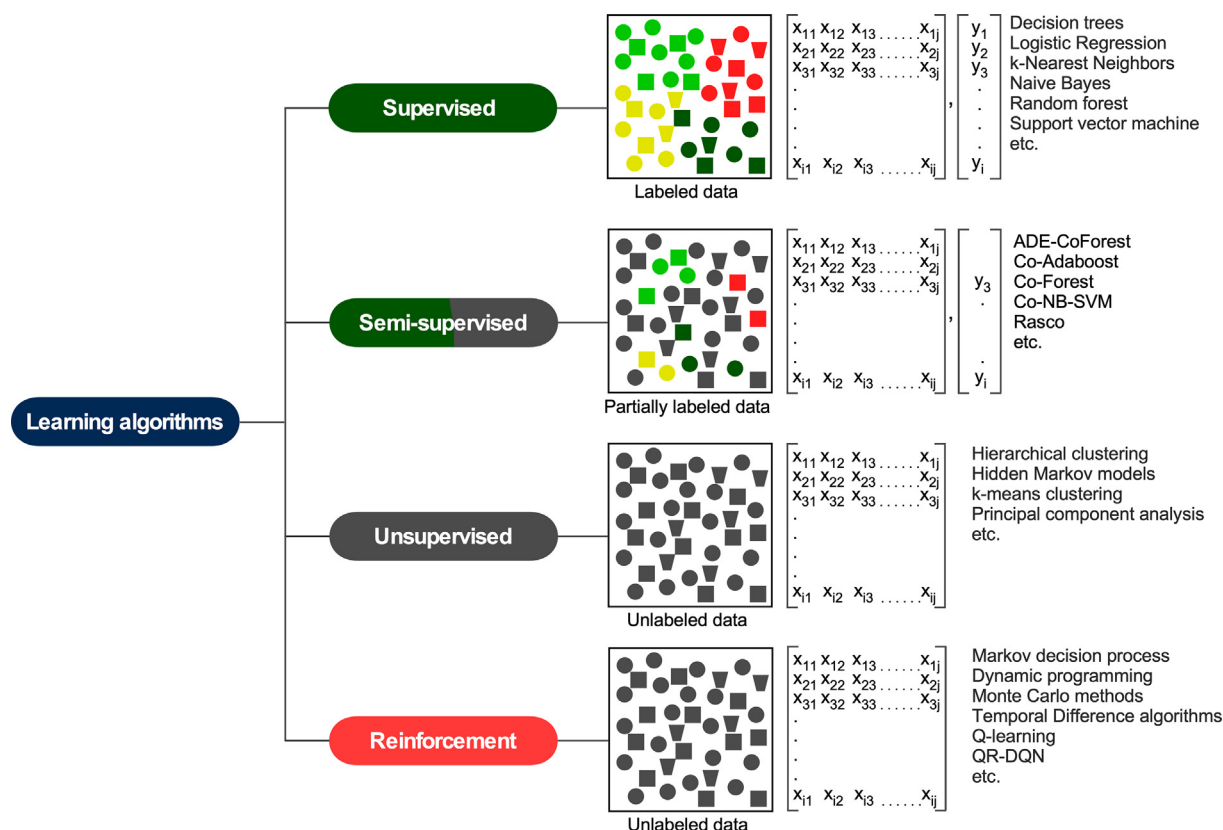 Learning algorithms
Supervised
Labeled data
x11 x12 x13 ...... x1j
x21 x22 x23 ...... x2j
x31 x32 x33 ...... x3j
.
.
.
.
xi1 xi2 xi3 ...... xij
,
y1
y2
y3
.
.
.
yi
Decision trees
Logistic Regression
k-Nearest Neighbors
Naive Bayes
Random forest
Support vector machine
etc.
Semi-supervised
Partially labeled data
x11 x12 x13 ...... x1j
x21 x22 x23 ...... x2j
x31 x32 x33 ...... x3j
.
.
.
.
xi1 xi2 xi3 ...... xij
,
y3
.
.
yi
ADE-CoForest
Co-Adaboost
Co-Forest
Co-NB-SVM
Rasco
etc.
Unsupervised
Unlabeled data
x11 x12 x13 ...... x1j
x21 x22 x23 ...... x2j
x31 x32 x33 ...... x3j
.
.
.
.
xi1 xi2 xi3 ...... xij
Hierarchical clustering
Hidden Markov models
k-means clustering
Principal component analysis
etc.
Reinforcement
Unlabeled data
x11 x12 x13 ...... x1j
x21 x22 x23 ...... x2j
x31 x32 x33 ...... x3j
.
.
.
.
xi1 xi2 xi3 ...... xij
Markov decision process
Dynamic programming
Monte Carlo methods
Temporal Difference algorithms
Q-learning
QR-DQN
etc.